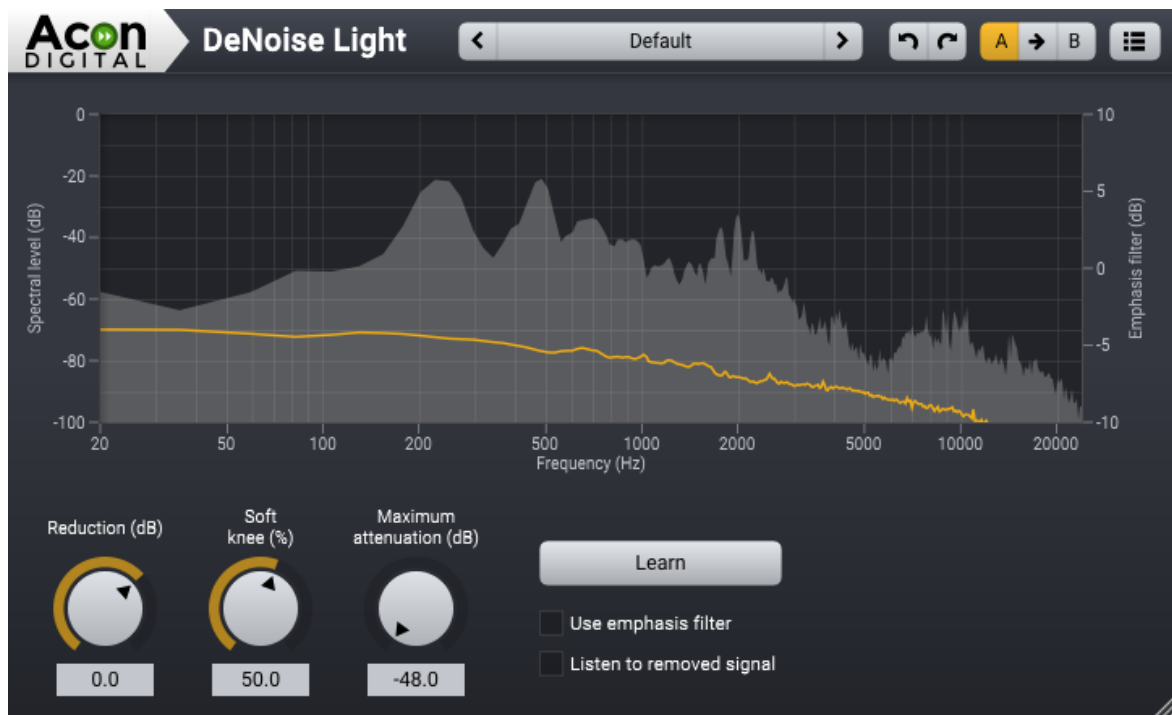 Acon DIGITAL
DeNoise Light
Default
A
B
0
-20
-40
-60
-80
-100
Spectral level (dB)
10
5
0
-5
-10
Emphasis filter (dB)
20 50 100 200 500 1000 2000 5000 10000 20000
Frequency (Hz)
Reduction (dB)
Soft
knee (%)
Maximum
attenuation (dB)
0.0
50.0
-48.0
Learn
Use emphasis filter
Listen to removed signal